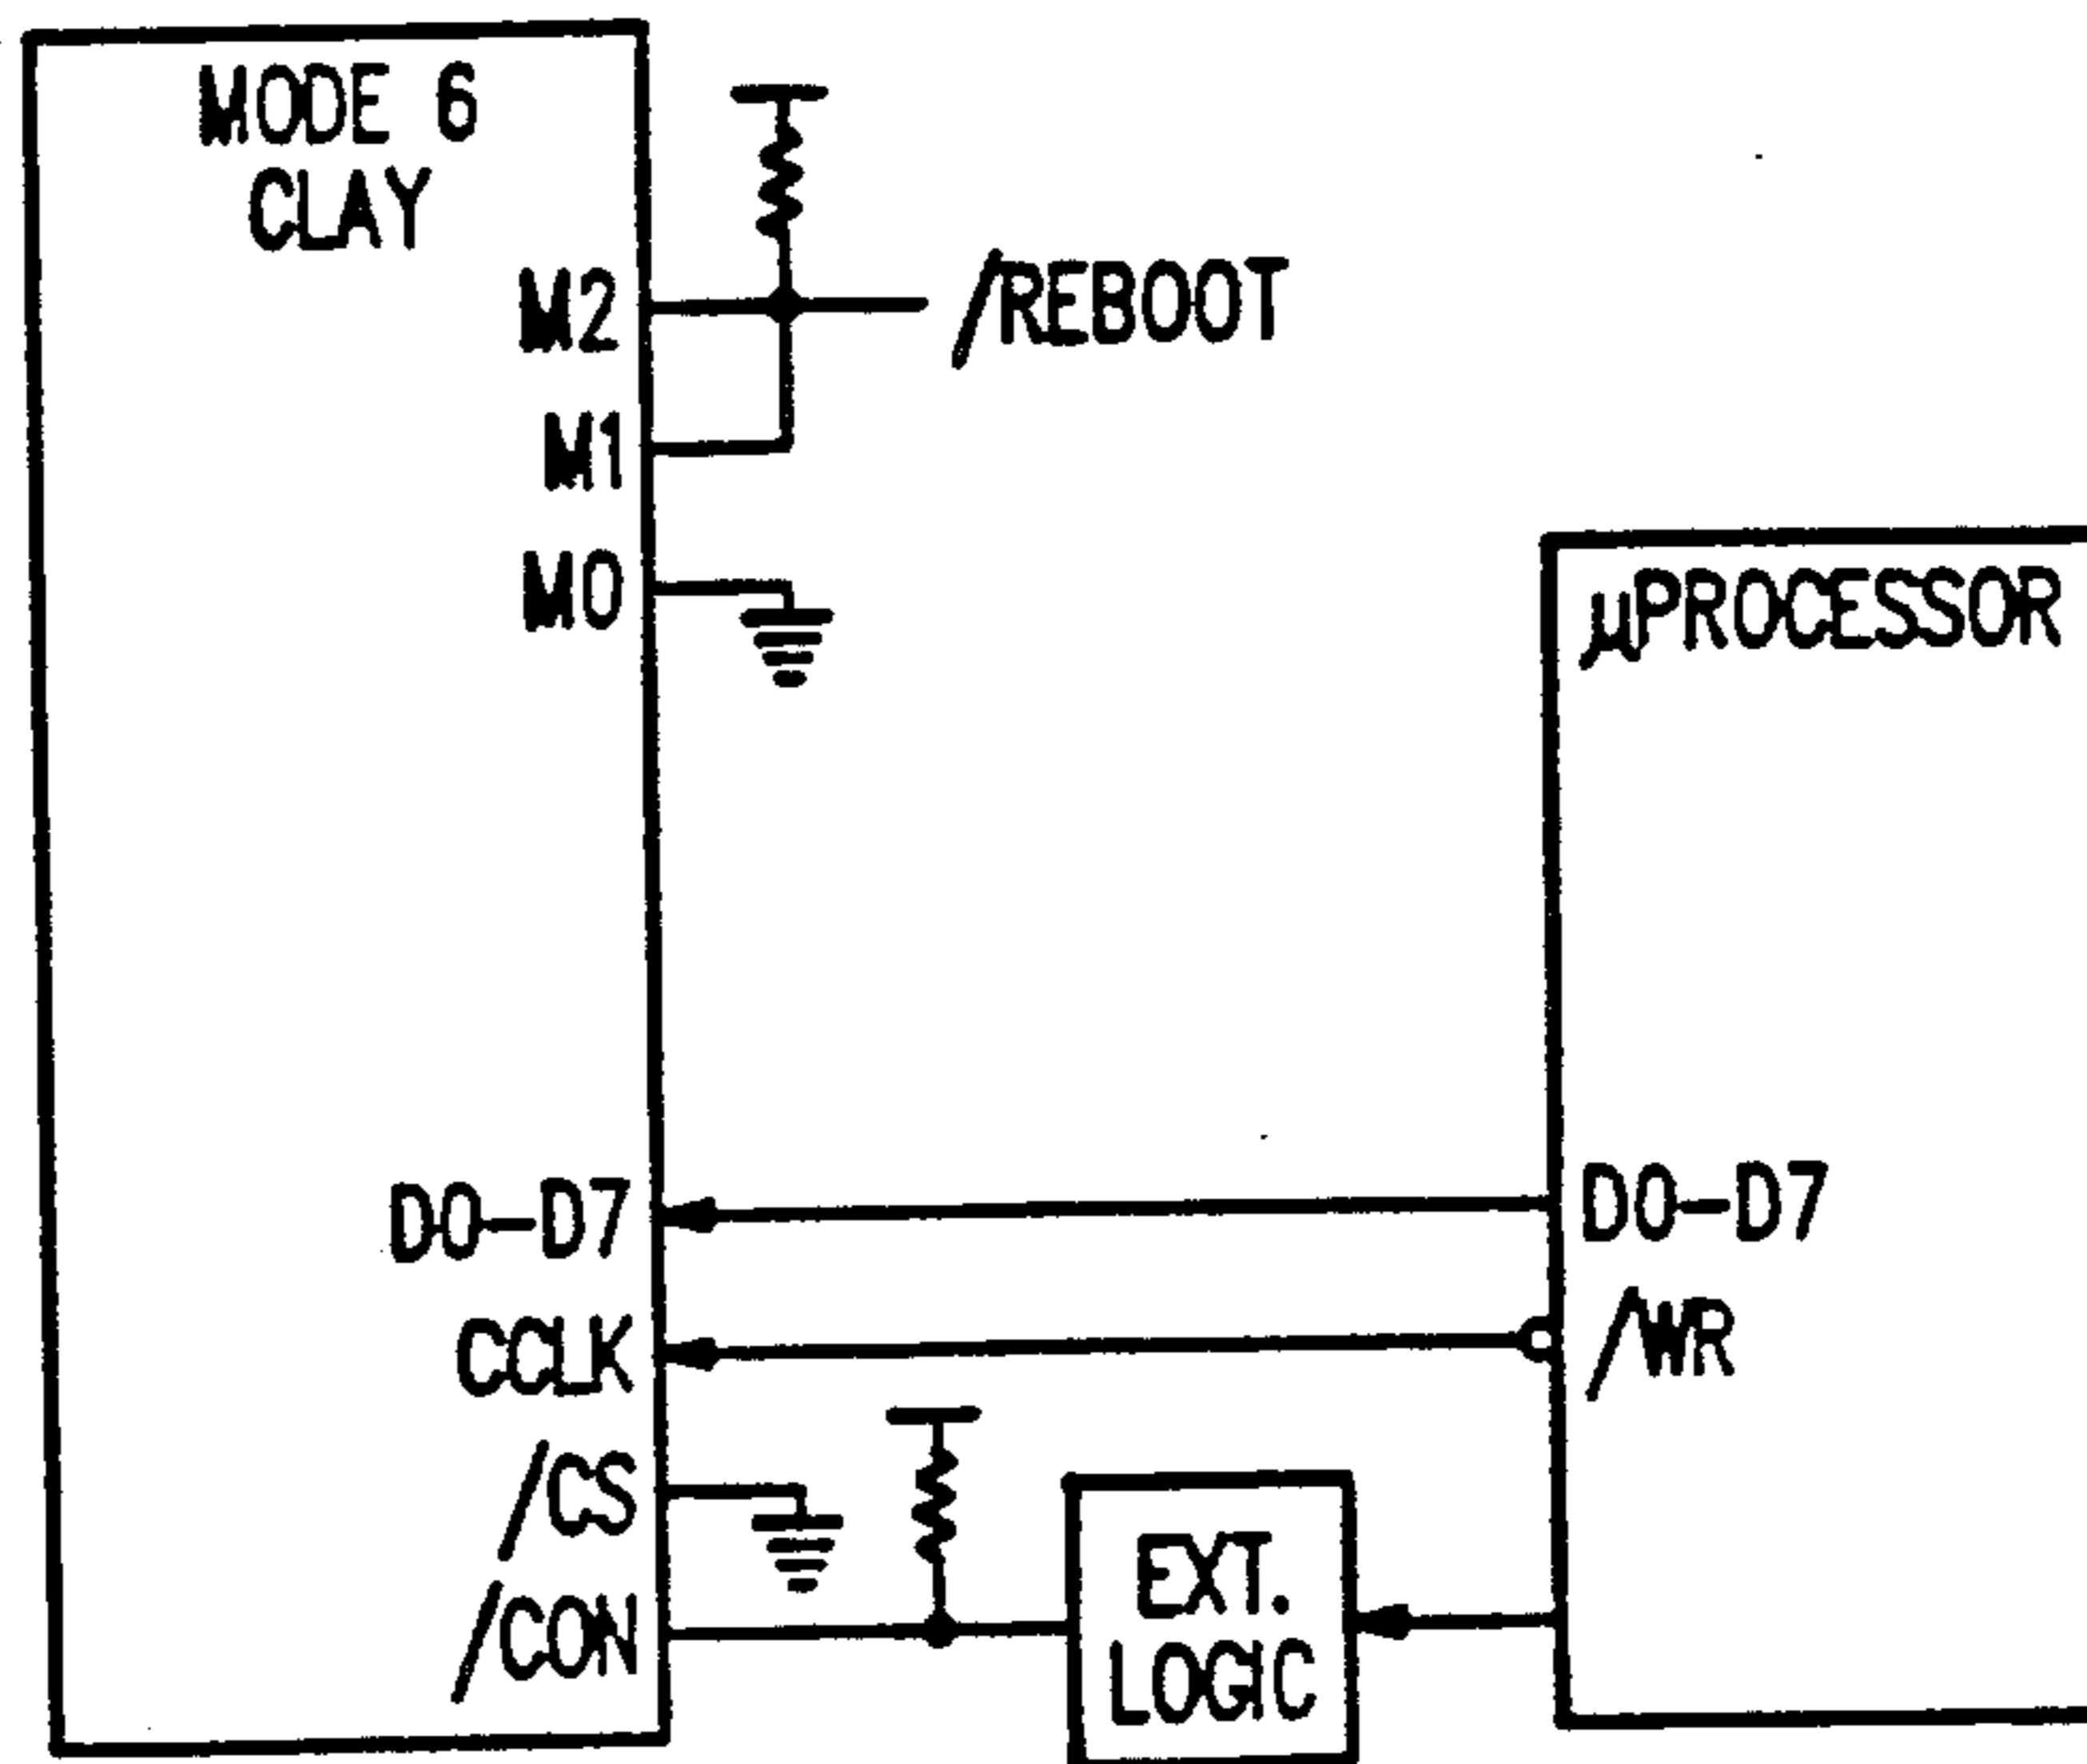 MODE 6
CLAY
M2
/REBOOT
M1
M0
µPROCESSOR
D0-D7
D0-D7
CCLK
/WR
/CS
/CON
EXT.
LOGIC